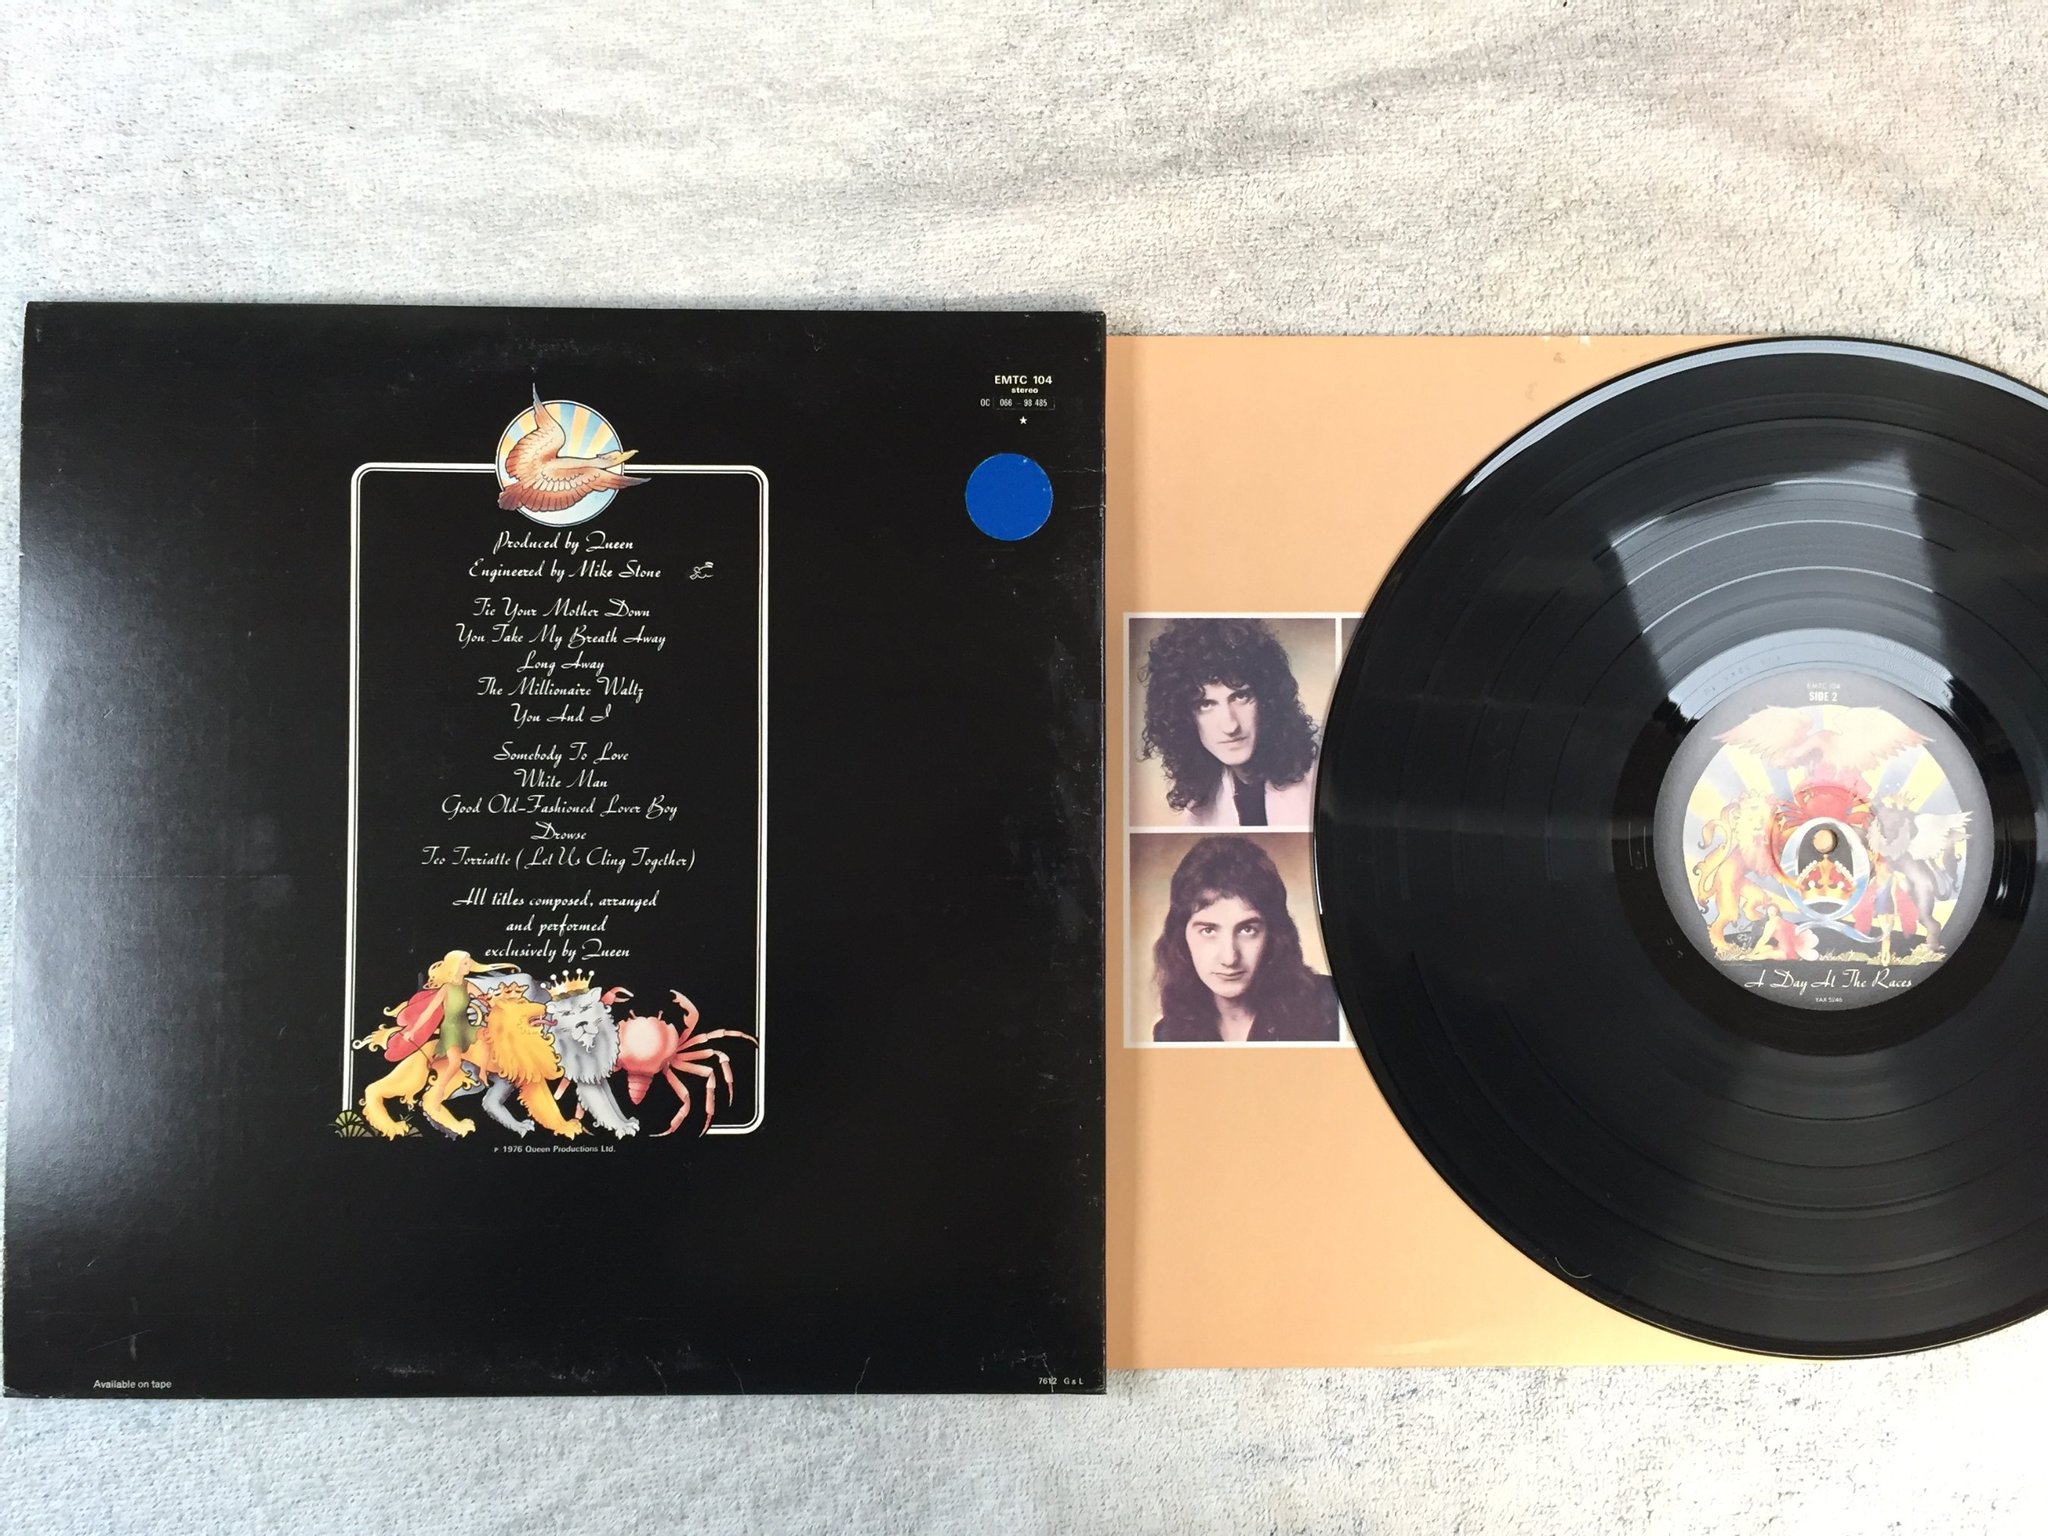 EMTC 104
stereo
OC 066 - 98 485
Produced by Queen
Engineered by Mike Stone
Tie Your Mother Down
You Take My Breath Away
Long Away
The Millionaire Waltz
You And I
Somebody To Love
White Man
Good Old-Fashioned Lover Boy
Drowse
Teo Torriatte (Let Us Cling Together)
All titles composed, arranged
and performed
exclusively by Queen
P 1976 Queen Productions Ltd.
Available on tape
7612 G & L
EMTC 104
SIDE 2
A Day At The Races
YAX 5246